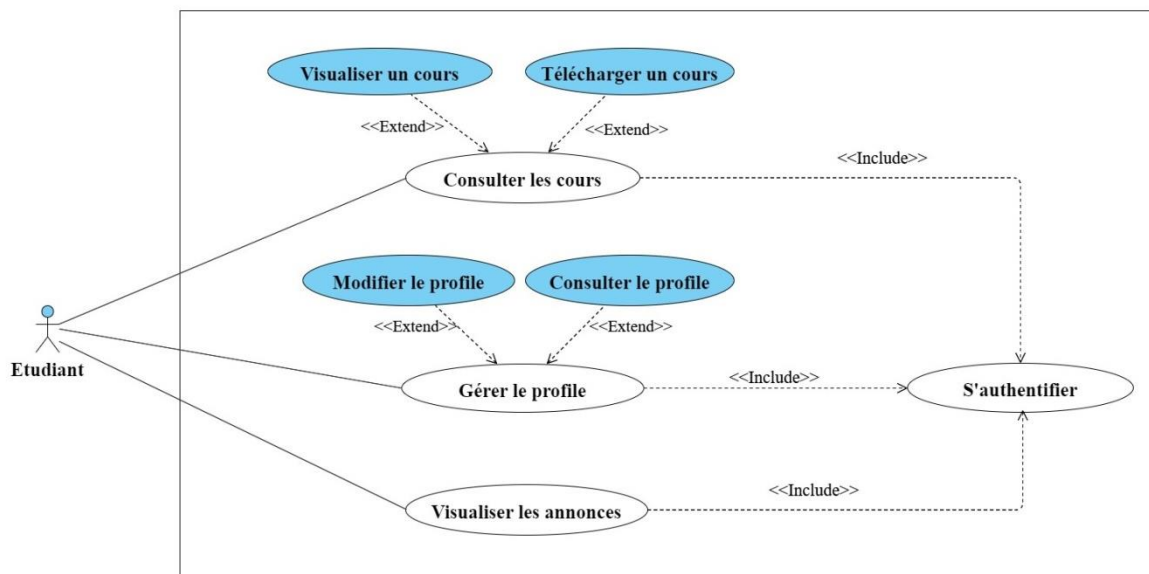 Visualiser un cours
Télécharger un cours
<<Extend>>
<<Extend>>
<<Include>>
Consulter les cours
Modifier le profile
Consulter le profile
<<Extend>>
<<Extend>>
Etudiant
<<Include>>
Gérer le profile
S'authentifier
<<Include>>
Visualiser les annonces